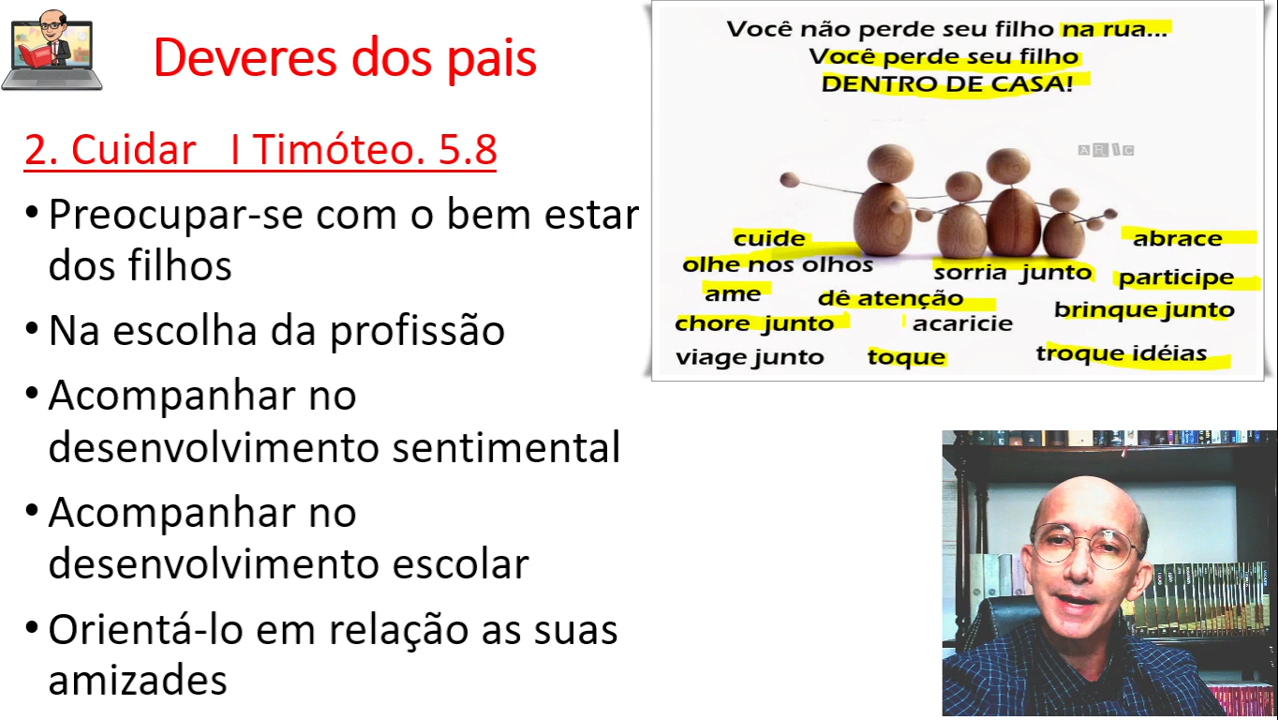 Deveres dos pais
2. Cuidar I Timóteo. 5.8
• Preocupar-se com o bem estar
dos filhos
• Na escolha da profissão
• Acompanhar no
desenvolvimento sentimental
• Acompanhar no
desenvolvimento escolar
• Orientá-lo em relação as suas
amizades
Você não perde seu filho na rua...
Você perde seu filho
DENTRO DE CASA!
ARIC
cuide abrace
olhe nos olhos sorria junto participe
ame dê atenção brinque junto
chore junto acaricie
viage junto toque troque idéias